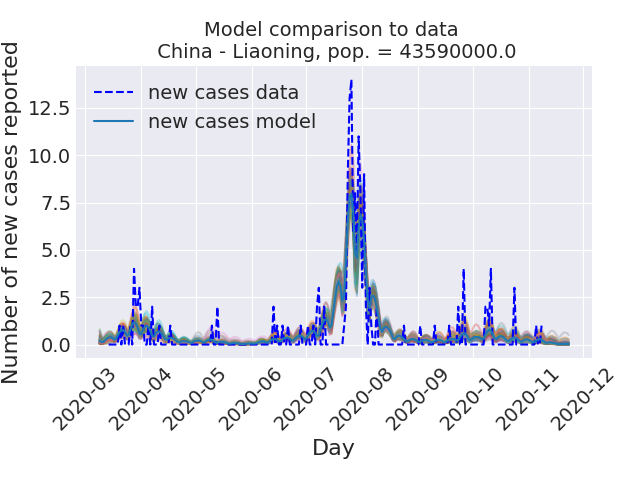 Model comparison to data
China - Liaoning, pop. = 43590000.0
new cases data
new cases model
Number of new cases reported
12.5
10.0
7.5
5.0
2.5
0.0
2020-03
2020-04
2020-05
2020-06
2020-07
2020-08
2020-09
2020-10
2020-11
2020-12
Day